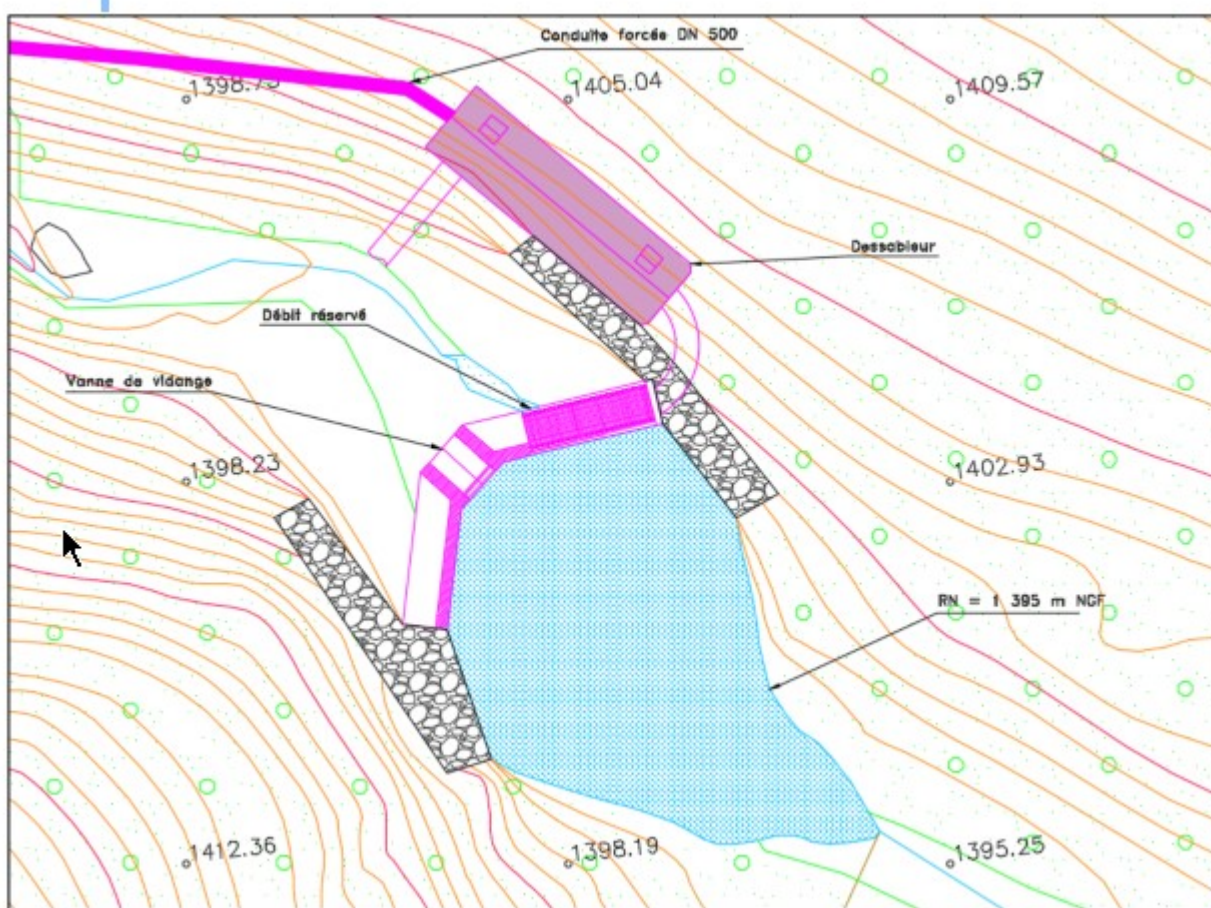 Conduite forcée DN 500
1398.73
1405.04
1409.57
Dessableur
Débit réservé
Vanne de vidange
1398.23
1402.93
RN = 1 395 m NGF
1412.36
1398.19
1395.25